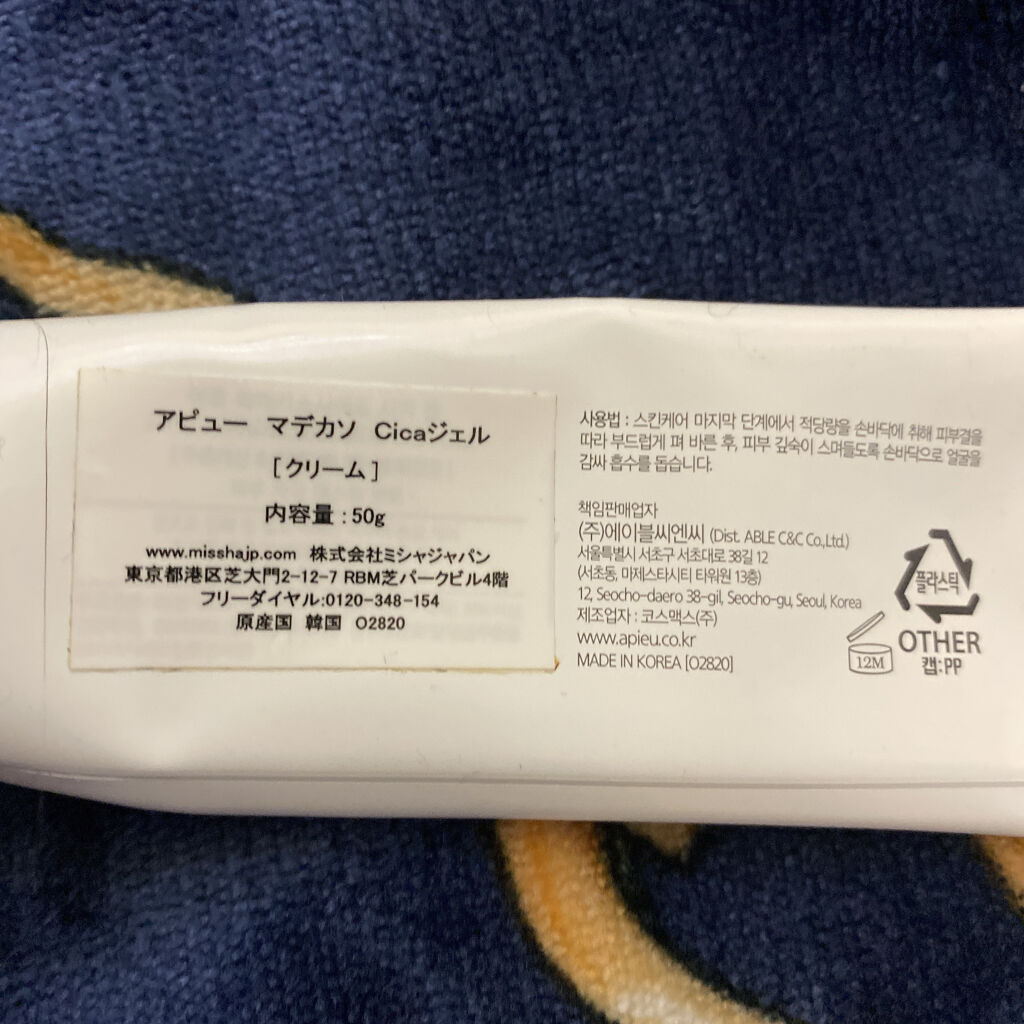 アピュー マデカソ Cicaジェル
[クリーム]
内容量:50g
www.misshajp.com 株式会社ミシャジャパン
東京都港区芝大門2-12-7 RBM芝パークビル4階
フリーダイヤル:0120-348-154
原産国 韓国 O2820
사용법 : 스킨케어 마지막 단계에서 적당량을 손바닥에 취해 피부결을
따라 부드럽게 펴 바른 후, 피부 깊숙이 스며들도록 손바닥으로 얼굴을
감싸 흡수를 돕습니다.
책임판매업자
(주)에이블씨엔씨 (Dist. ABLE C&C Co.,Ltd.)
서울특별시 서초구 서초대로 38길 12
(서초동, 마제스타시티 타워원 13층)
12, Seocho-daero 38-gil, Seocho-gu, Seoul, Korea
제조업자 : 코스맥스(주)
www.apieu.co.kr
MADE IN KOREA [O2820]
12M
플라스틱
OTHER
캡:PP